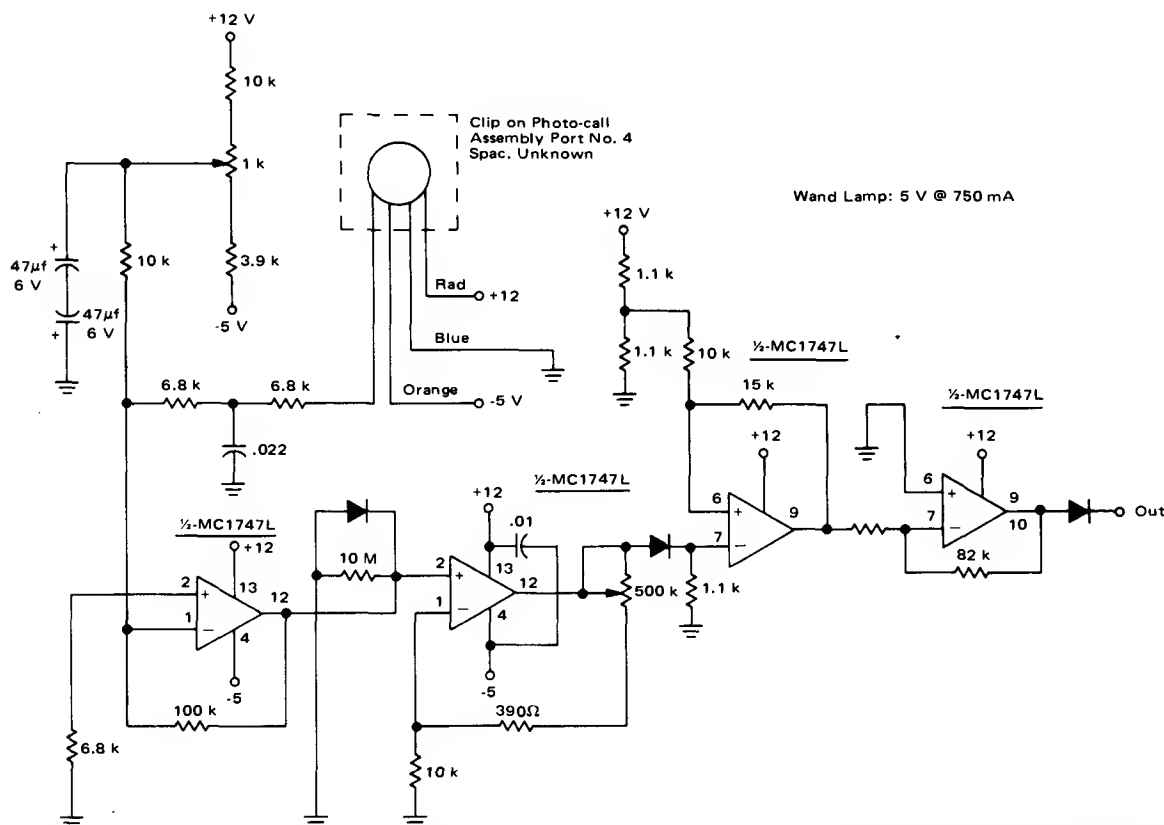 +12 V
10 k
1 k
10 k
3.9 k
-5 V
47µf
6 V
+
47µf
6 V
+
Clip on Photo-call
Assembly Port No. 4
Spac. Unknown
Rad
+12
Blue
Orange
-5 V
Wand Lamp: 5 V @ 750 mA
6.8 k
6.8 k
.022
½-MC1747L
+12
2
+
13
12
1
−
4
-5
100 k
6.8 k
10 M
½-MC1747L
+12
.01
2
+
13
12
1
−
4
-5
500 k
390Ω
10 k
+12 V
1.1 k
1.1 k
10 k
½-MC1747L
15 k
+12
6
+
9
7
−
1.1 k
½-MC1747L
+12
6
+
9
7
−
10
82 k
Out